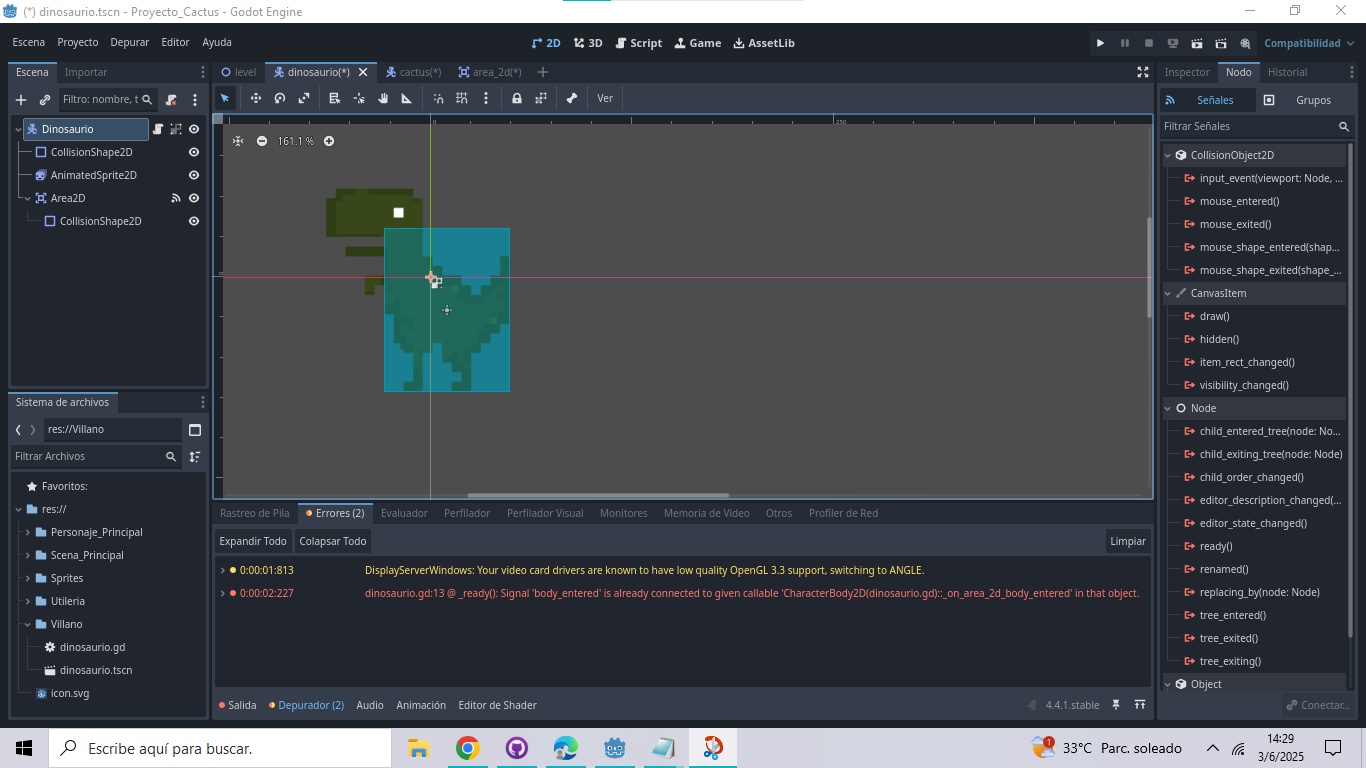 (*) dinosaurio.tscn - Proyecto_Cactus - Godot Engine
Escena Proyecto Depurar Editor Ayuda
2D 3D Script Game AssetLib
Compatibilidad
Escena Importar
Filtro: nombre, t
Dinosaurio
CollisionShape2D
AnimatedSprite2D
Area2D
CollisionShape2D
Sistema de archivos
res://Villano
Filtrar Archivos
Favoritos:
res://
Personaje_Principal
Scena_Principal
Sprites
Utileria
Villano
dinosaurio.gd
dinosaurio.tscn
icon.svg
level dinosaurio(*) cactus(*) area_2d(*)
Ver
0 250
161.1 %
0
Rastreo de Pila Errores (2) Evaluador Perfilador Perfilador Visual Monitores Memoria de Video Otros Profiler de Red
Expandir Todo Colapsar Todo Limpiar
0:00:01:813 DisplayServerWindows: Your video card drivers are known to have low quality OpenGL 3.3 support, switching to ANGLE.
0:00:02:227 dinosaurio.gd:13 @ _ready(): Signal 'body_entered' is already connected to given callable 'CharacterBody2D(dinosaurio.gd)::_on_area_2d_body_entered' in that object.
Salida Depurador (2) Audio Animación Editor de Shader 4.4.1.stable
Inspector Nodo Historial
Señales Grupos
Filtrar Señales
CollisionObject2D
input_event(viewport: Node, ...
mouse_entered()
mouse_exited()
mouse_shape_entered(shap...
mouse_shape_exited(shape_...
CanvasItem
draw()
hidden()
item_rect_changed()
visibility_changed()
Node
child_entered_tree(node: No...
child_exiting_tree(node: Node)
child_order_changed()
editor_description_changed(...
editor_state_changed()
ready()
renamed()
replacing_by(node: Node)
tree_entered()
tree_exited()
tree_exiting()
Object
Conectar...
Escribe aquí para buscar.
1
33°C Parc. soleado
14:29
3/6/2025